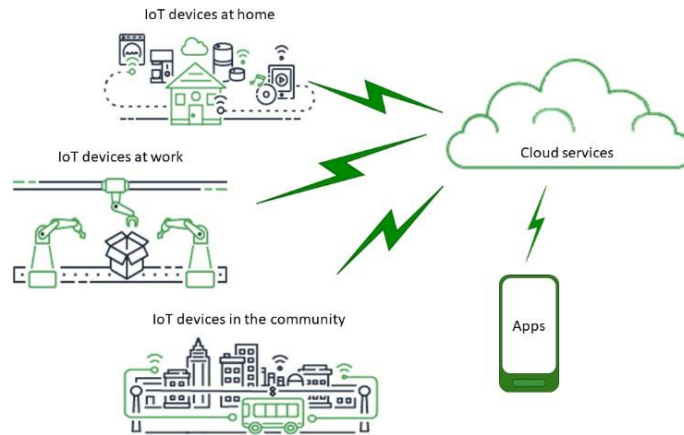 IoT devices at home
Cloud services
IoT devices at work
IoT devices in the community
Apps